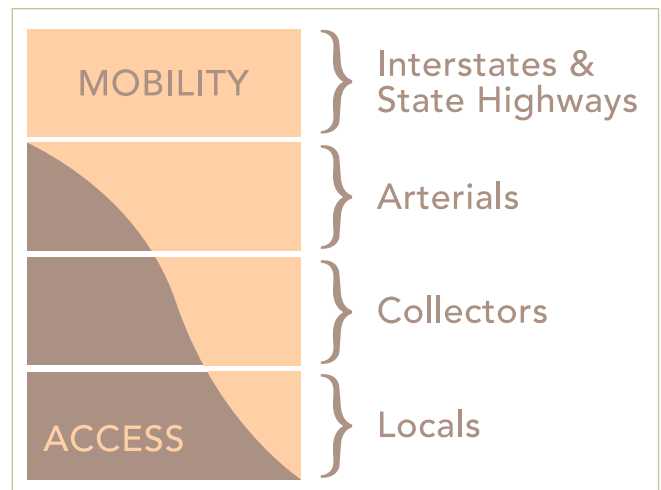 MOBILITY
Interstates &
State Highways
Arterials
Collectors
ACCESS
Locals